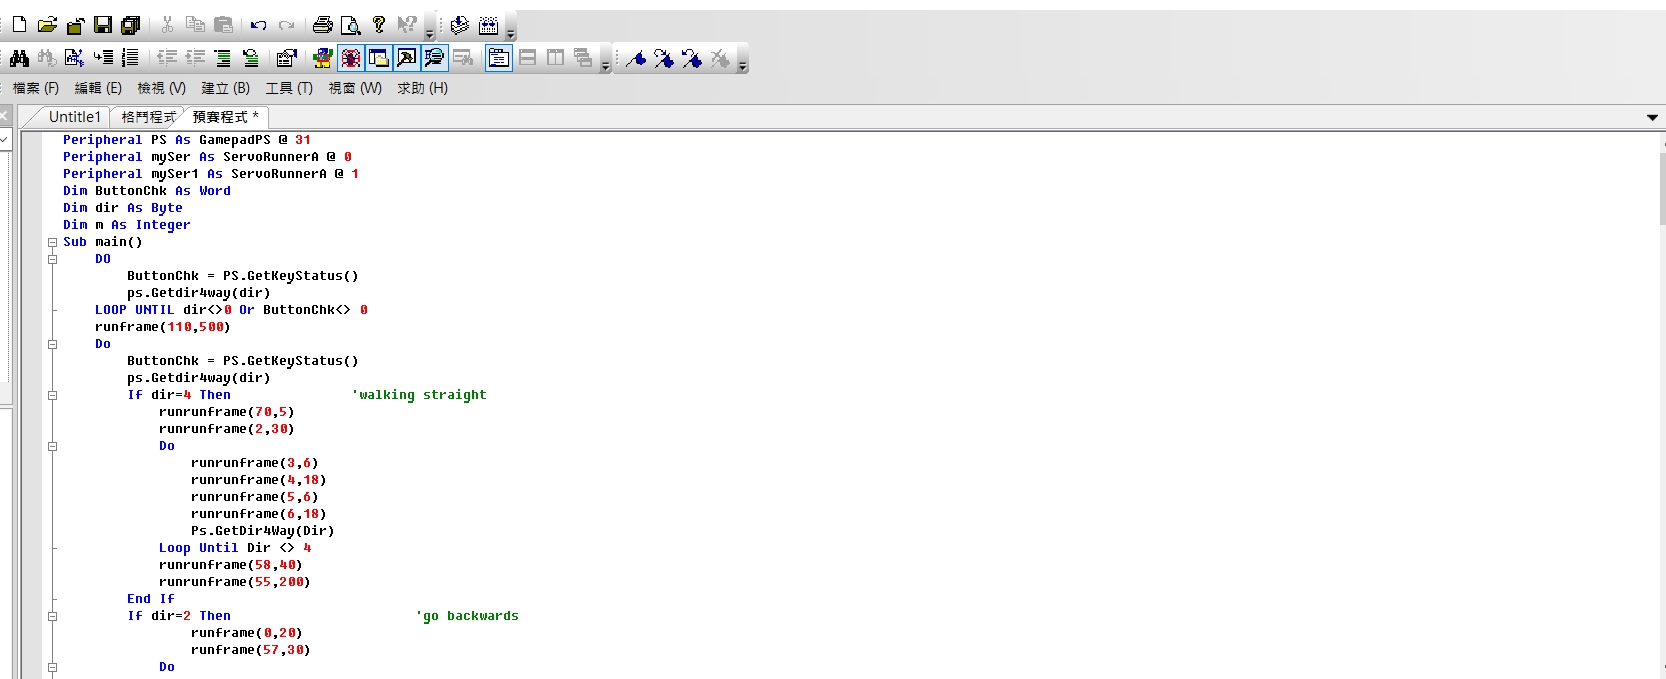 檔案 (F) 編輯 (E) 檢視 (V) 建立 (B) 工具 (T) 視窗 (W) 求助 (H)
Untitle1 格鬥程式 預賽程式 *
Peripheral PS As GamepadPS @ 31
Peripheral mySer As ServoRunnerA @ 0
Peripheral mySer1 As ServoRunnerA @ 1
Dim ButtonChk As Word
Dim dir As Byte
Dim m As Integer
Sub main()
DO
ButtonChk = PS.GetKeyStatus()
ps.Getdir4way(dir)
LOOP UNTIL dir<>0 Or ButtonChk<> 0
runframe(110,500)
Do
ButtonChk = PS.GetKeyStatus()
ps.Getdir4way(dir)
If dir=4 Then 'walking straight
runrunframe(70,5)
runrunframe(2,30)
Do
runrunframe(3,6)
runrunframe(4,18)
runrunframe(5,6)
runrunframe(6,18)
Ps.GetDir4Way(Dir)
Loop Until Dir <> 4
runrunframe(58,40)
runrunframe(55,200)
End If
If dir=2 Then 'go backwards
runframe(0,20)
runframe(57,30)
Do